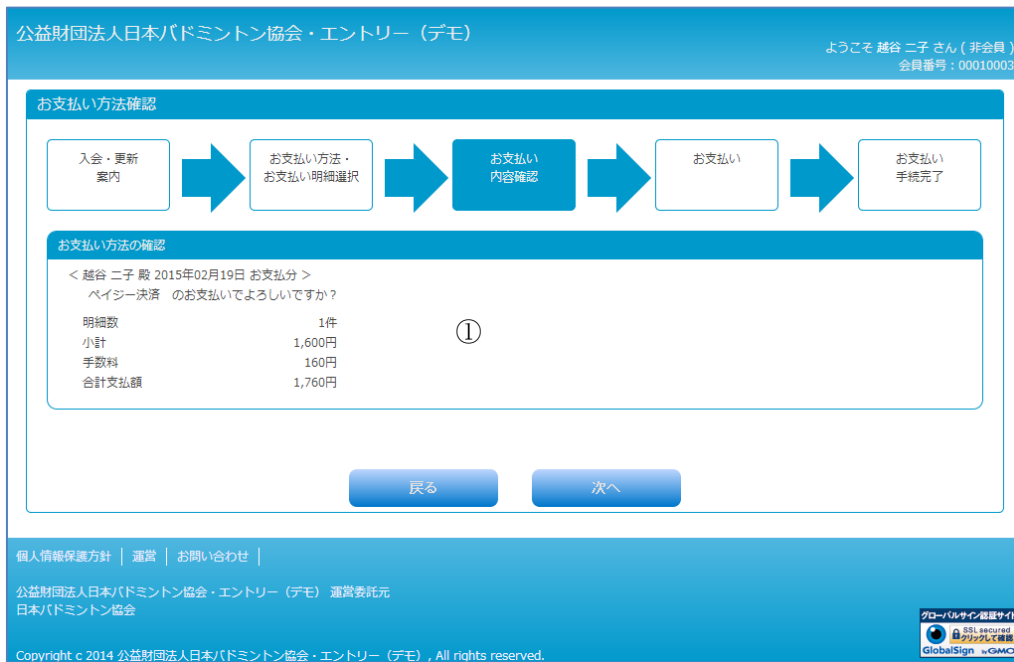 公益財団法人日本バドミントン協会・エントリー（デモ）
ようこそ 越谷 二子 さん ( 非会員 )
会員番号：00010003
お支払い方法確認
入会・更新
案内
お支払い方法・
お支払い明細選択
お支払い
内容確認
お支払い
お支払い
手続完了
お支払い方法の確認
＜ 越谷 二子 殿 2015年02月19日 お支払分 ＞
ペイジー決済　のお支払いでよろしいですか？
明細数 1件
小計 1,600円
①
手数料 160円
合計支払額 1,760円
戻る 次へ
個人情報保護方針 │ 運営 │ お問い合わせ │
公益財団法人日本バドミントン協会・エントリー（デモ） 運営委託元
日本バドミントン協会
グローバルサイン認証サイト
SSL secured
クリックして確認
GlobalSign by GMO
Copyright c 2014 公益財団法人日本バドミントン協会・エントリー（デモ）, All rights reserved.